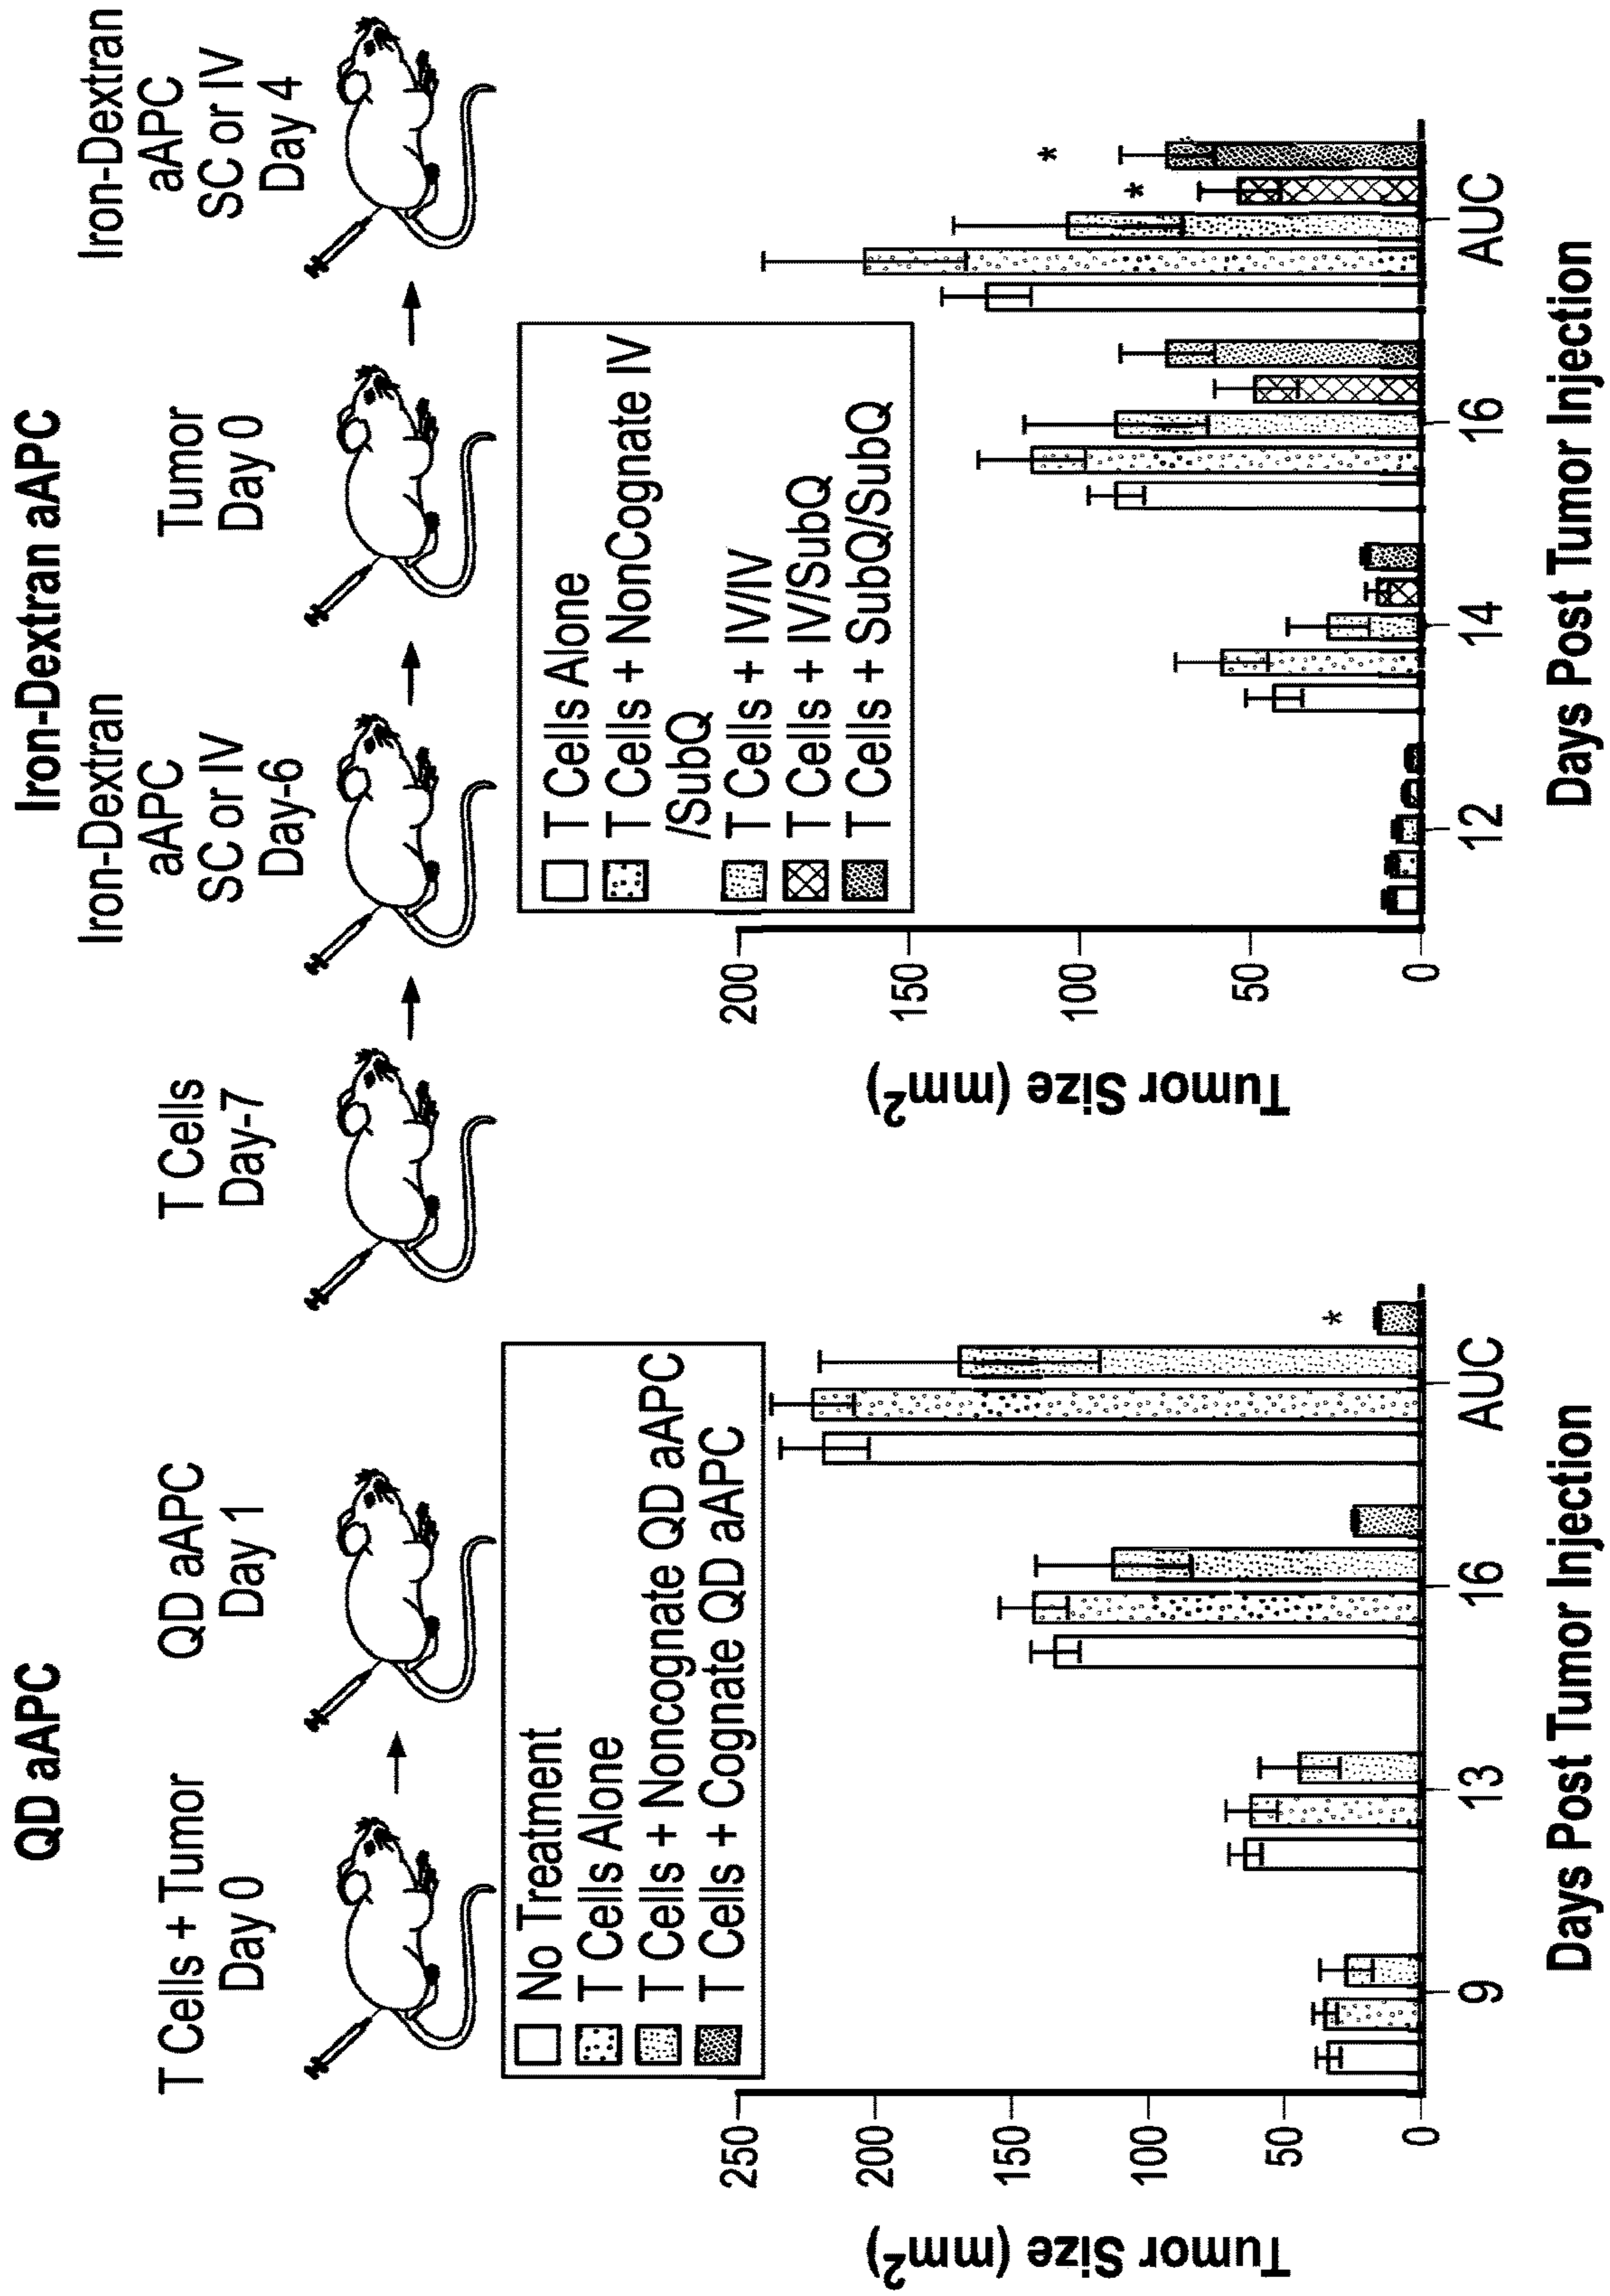 QD aAPC
T Cells + Tumor
Day 0
QD aAPC
Day 1
No Treatment
T Cells Alone
T Cells + Noncognate QD aAPC
T Cells + Cognate QD aAPC
Tumor Size (mm2)
250
200
150
100
50
0
*
9
13
16
AUC
Days Post Tumor Injection
Iron-Dextran aAPC
T Cells
Day-7
Iron-Dextran
aAPC
SC or IV
Day-6
Tumor
Day 0
Iron-Dextran
aAPC
SC or IV
Day 4
T Cells Alone
T Cells + NonCognate IV
/SubQ
T Cells + IV/IV
T Cells + IV/SubQ
T Cells + SubQ/SubQ
Tumor Size (mm2)
200
150
100
50
0
*
*
12
14
16
AUC
Days Post Tumor Injection